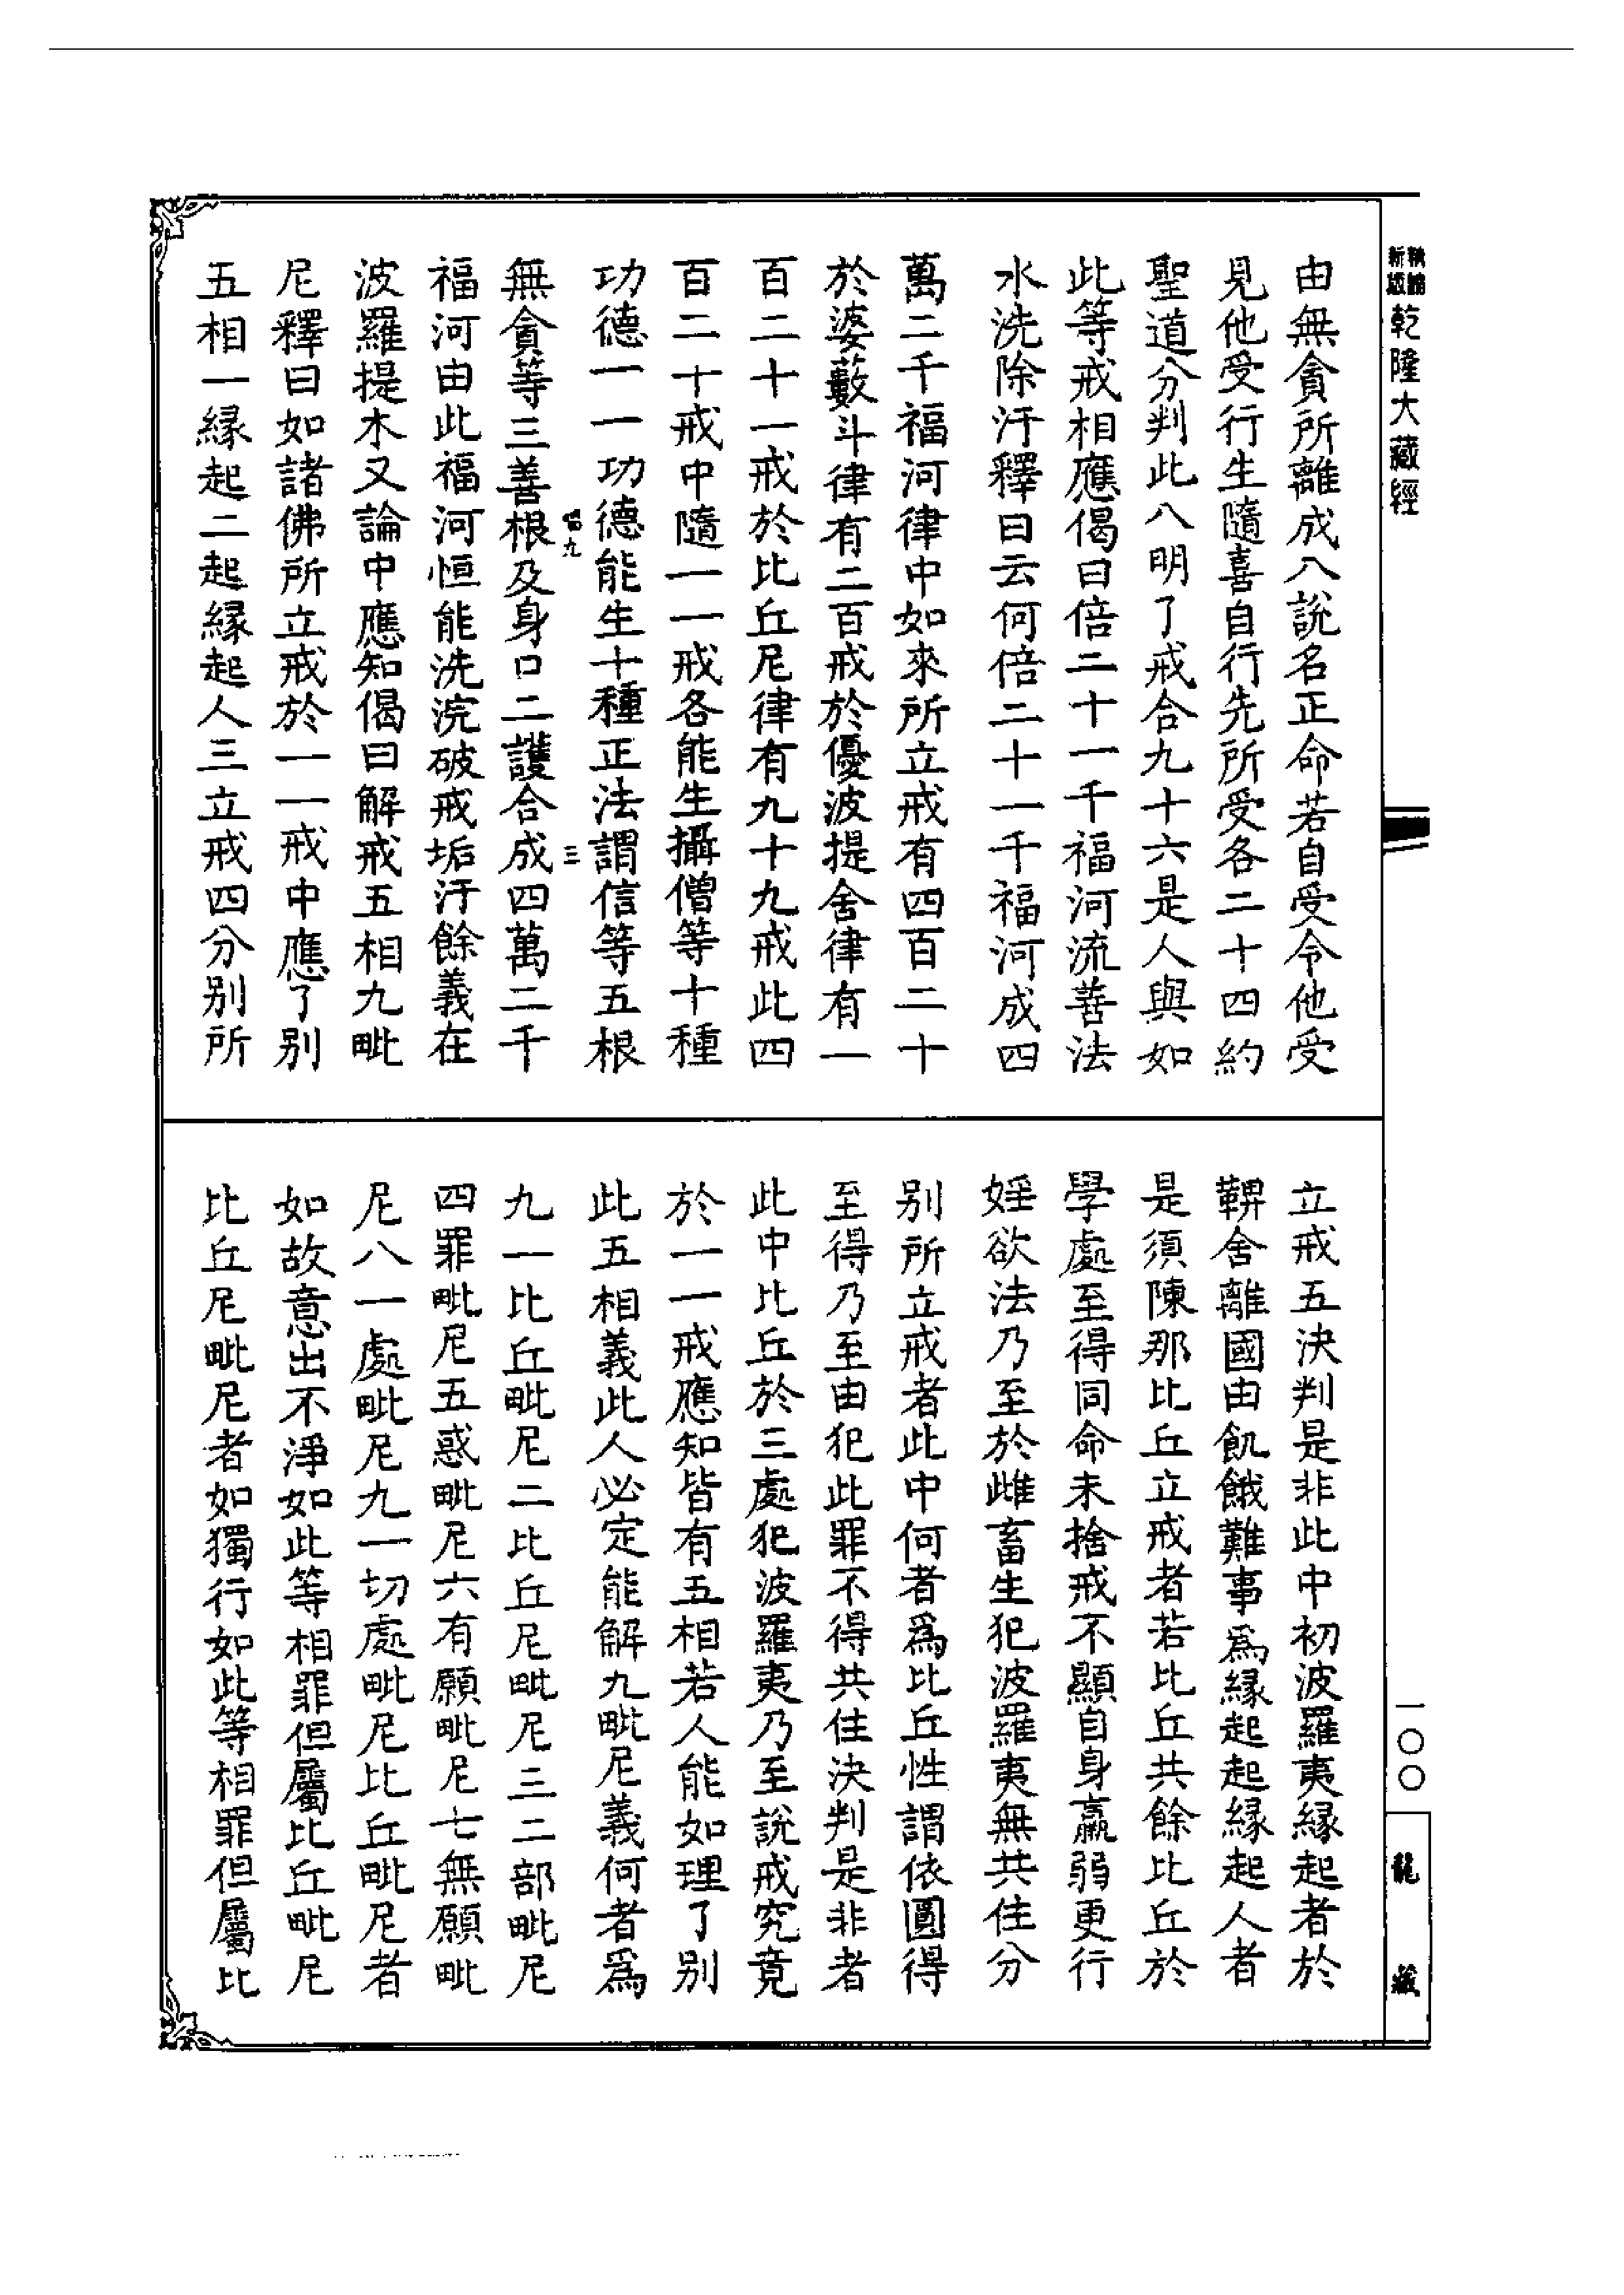 乾隆大藏經
由無貪所離成八說名正命若自受令他受
見他受行生隨喜自行先所受各二十四約
聖道分判此八明了戒合九十六是人與如
此等戒相應偈曰倍二十一千福河流善法
水洗除汙釋曰云何倍二十一千福河成四
萬二千福河律中如來所立戒有四百二十
於婆藪斗律有二百戒於優波提舍律有一
百二十一戒於比丘尼律有九十九戒此四
百二十戒中隨一一戒各能生攝僧等十種
功德一一功德能生十種正法謂信等五根
無貪等三善根及身口二護合成四萬二千
福河由此福河恒能洗浣破戒垢汙餘義在
波羅提木又論中應知偈曰解戒五相九毗
尼釋曰如諸佛所立戒於一一戒中應了別
五相一緣起二起緣起人三立戒四分別所
立戒五決判是非此中初波羅夷緣起者於
鞞舍離國由飢餓難事爲緣起起緣起人者
是須陳那比丘立戒者若比丘共餘比丘於
學處至得同命未捨戒不顯自身羸弱更行
婬欲法乃至於雌畜生犯波羅夷無共住分
別所立戒者此中何者爲比丘性謂依圓得
至得乃至由犯此罪不得共住決判是非者
此中比丘於三處犯波羅夷乃至說戒究竟
於一一戒應知皆有五相若人能如理了別
此五相義此人必定能解九毗尼義何者爲
九一比丘毗尼二比丘尼毗尼三二部毗尼
四罪毗尼五惑毗尼六有願毗尼七無願毗
尼八一處毗尼九一切處毗尼比丘毗尼者
如故意出不淨如此等相罪但屬比丘毗尼
比丘尼毗尼者如獨行如此等相罪但屬比
九
三
一〇〇
龍藏